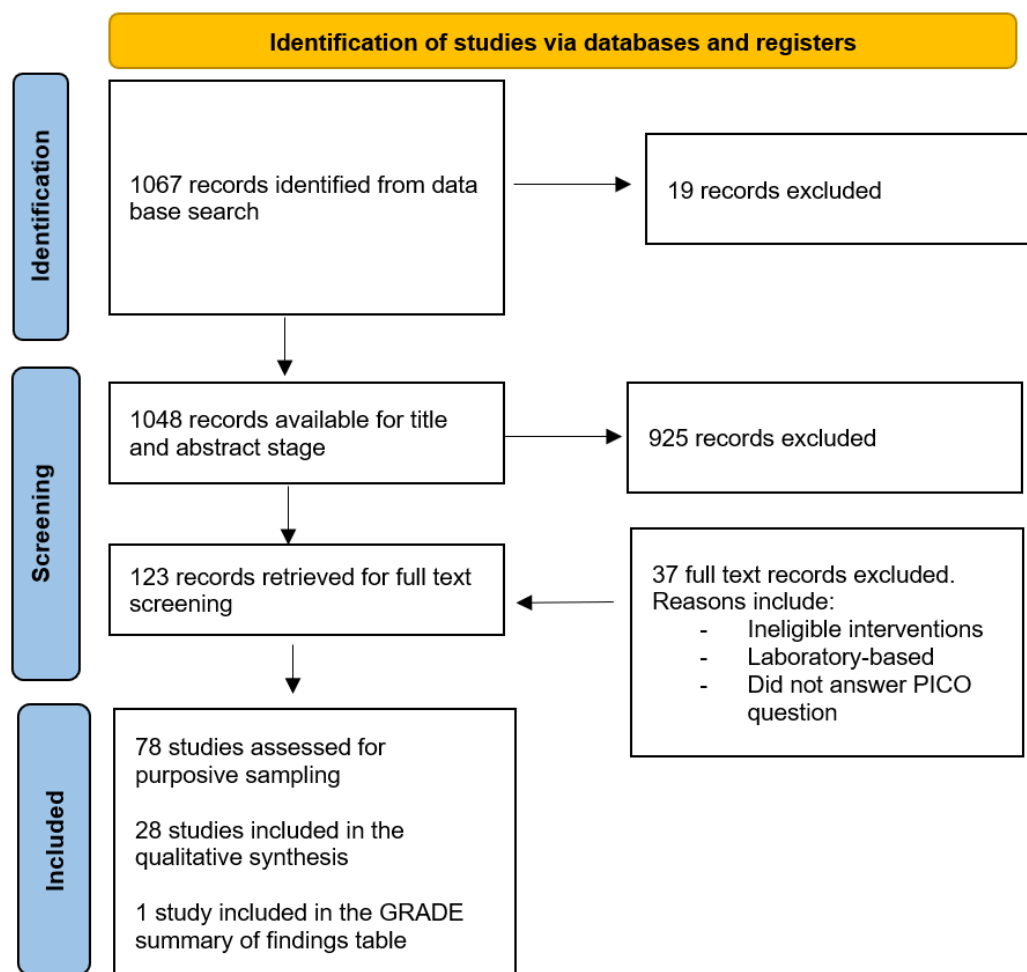 Identification of studies via databases and registers
Identification
1067 records identified from data
base search
19 records excluded
Screening
1048 records available for title
and abstract stage
925 records excluded
123 records retrieved for full text
screening
37 full text records excluded.
Reasons include:
- Ineligible interventions
- Laboratory-based
- Did not answer PICO
question
Included
78 studies assessed for
purposive sampling
28 studies included in the
qualitative synthesis
1 study included in the GRADE
summary of findings table